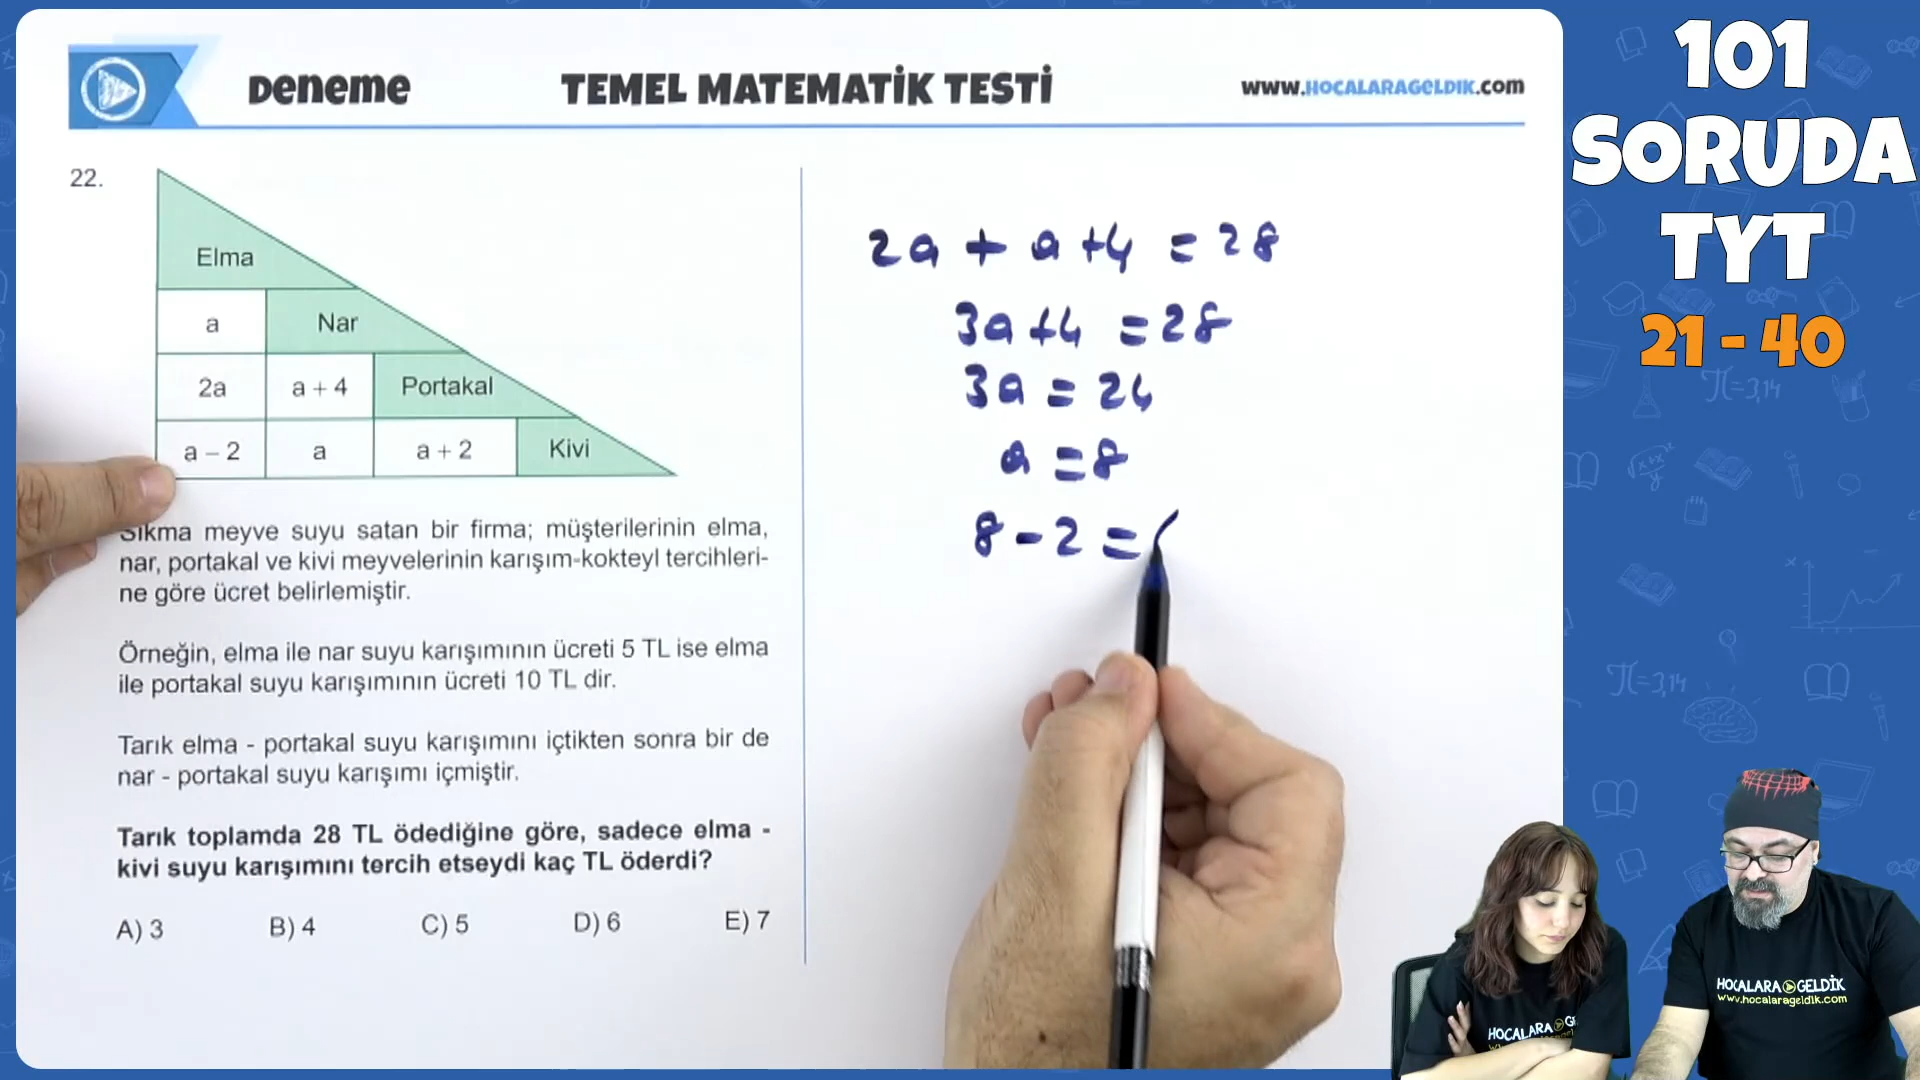 Deneme
TEMEL MATEMATİK TESTİ
www.HOCALARAGELDIK.com
22.
Elma
a
Nar
2a
a + 4
Portakal
a – 2
a
a + 2
Kivi
Sıkma meyve suyu satan bir firma; müşterilerinin elma,
nar, portakal ve kivi meyvelerinin karışım-kokteyl tercihleri-
ne göre ücret belirlemiştir.
Örneğin, elma ile nar suyu karışımının ücreti 5 TL ise elma
ile portakal suyu karışımının ücreti 10 TL dir.
Tarık elma - portakal suyu karışımını içtikten sonra bir de
nar - portakal suyu karışımı içmiştir.
Tarık toplamda 28 TL ödediğine göre, sadece elma -
kivi suyu karışımını tercih etseydi kaç TL öderdi?
A) 3
B) 4
C) 5
D) 6
E) 7
2a + a +4 = 28
3a +4 = 28
3a = 24
a = 8
8 - 2 =
101
SORUDA
TYT
21 - 40
π=3,14
π=3,14
HOCALARA G
HOCALARA GELDİK
www.hocalarageldik.com